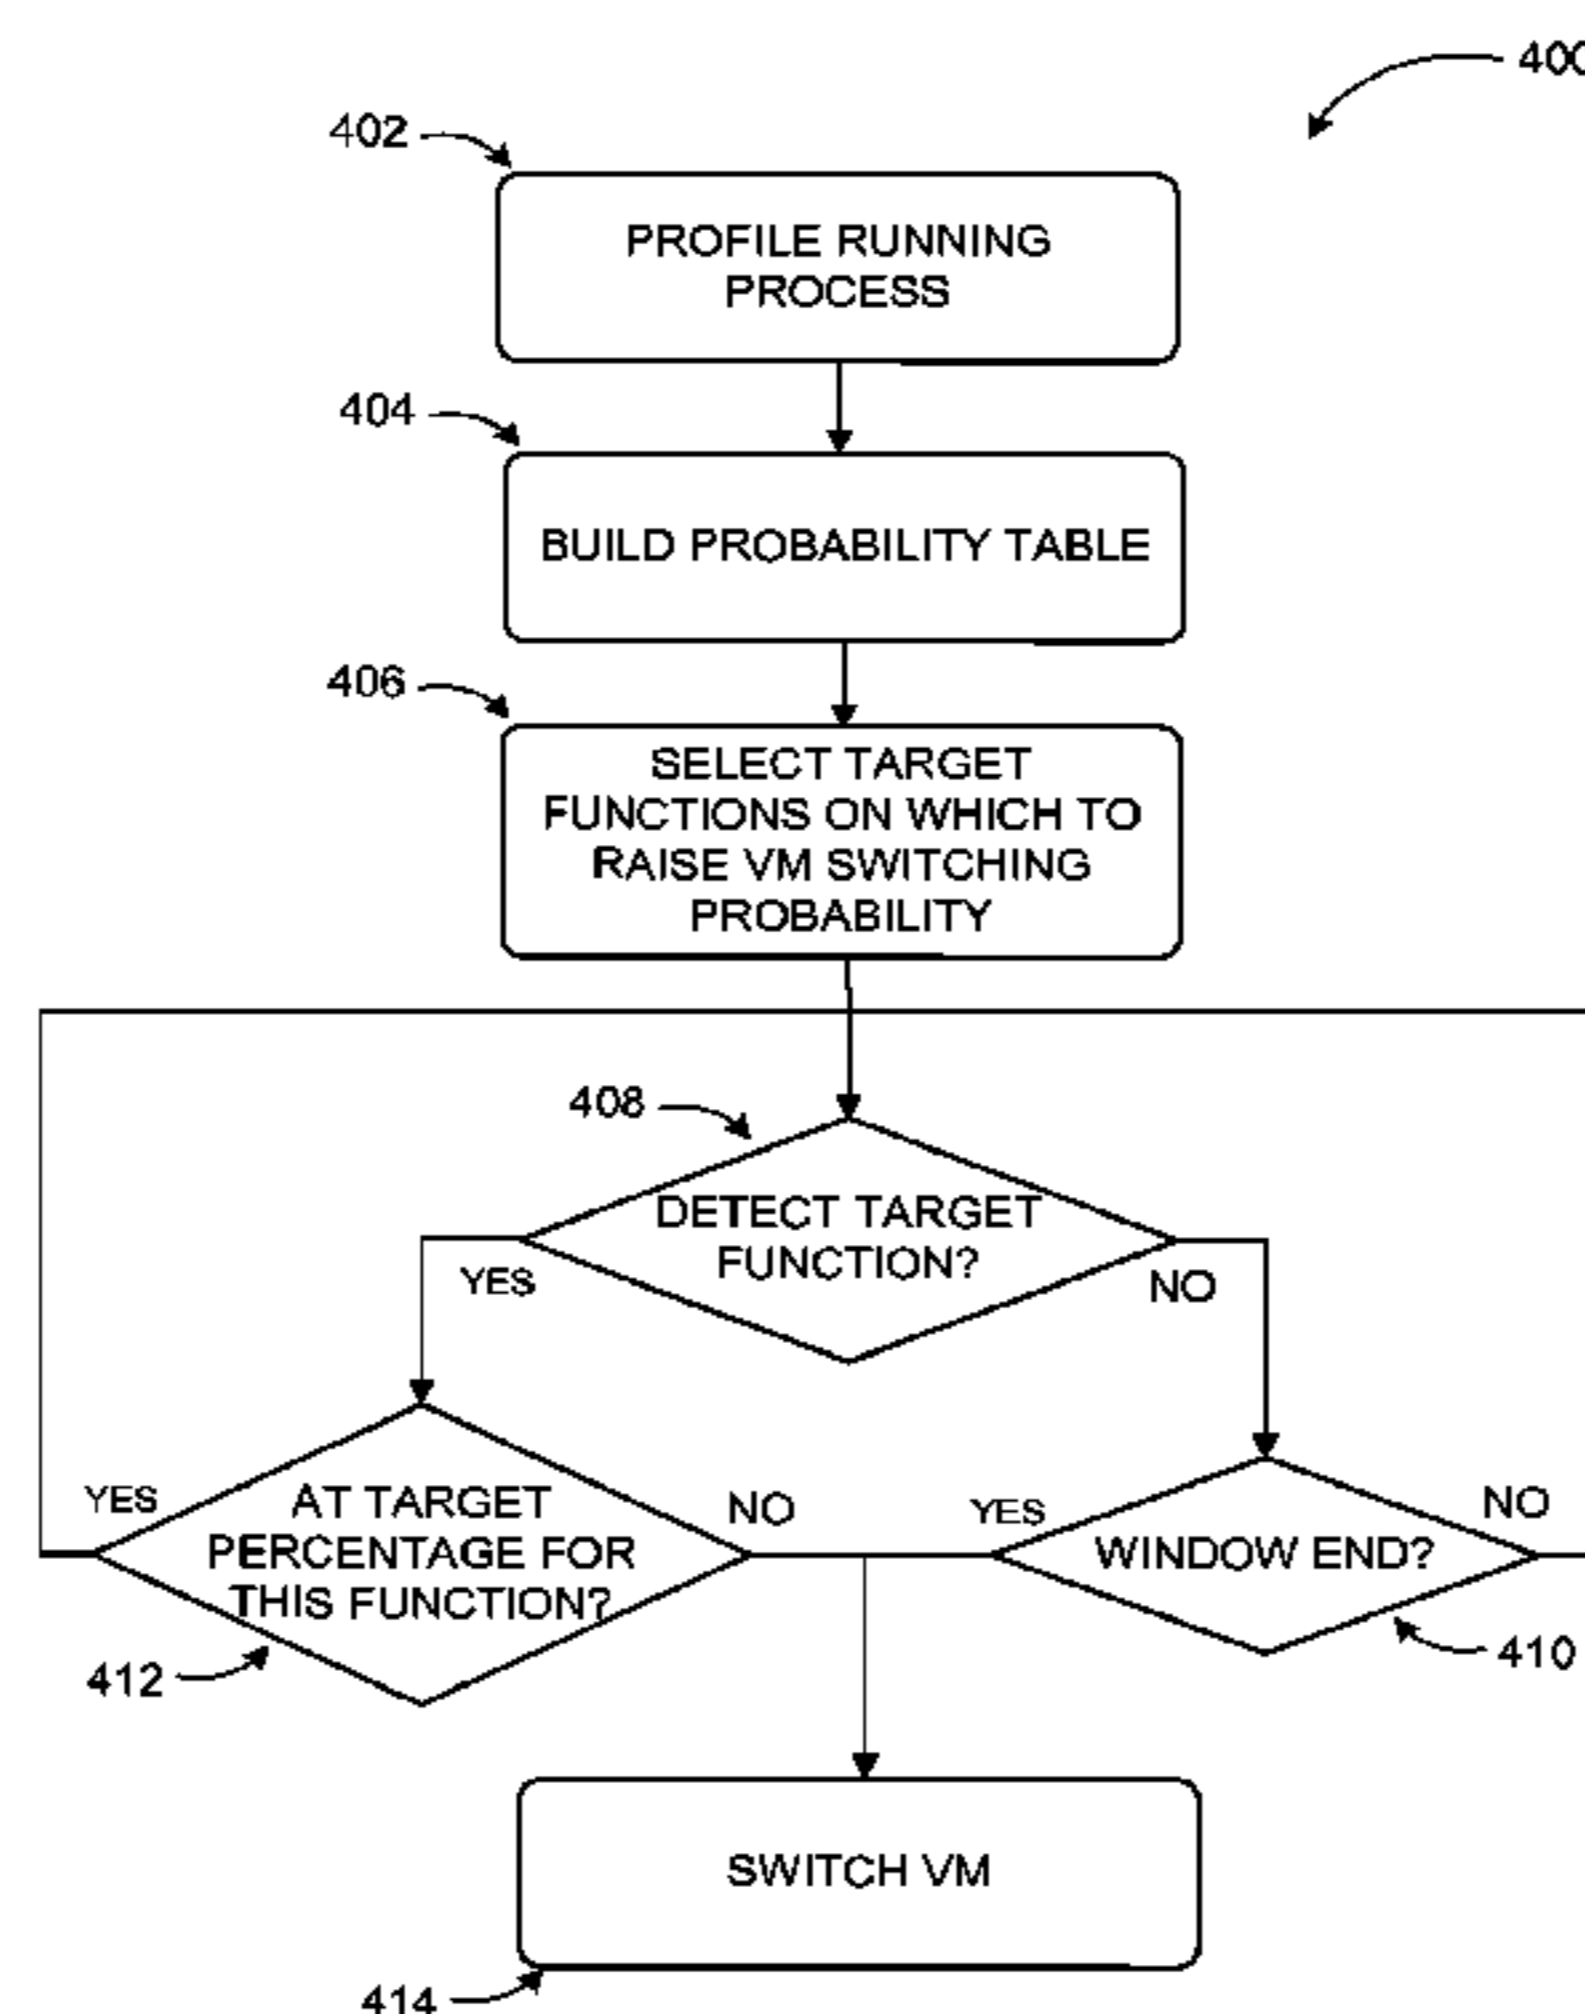 400
402
PROFILE RUNNING
PROCESS
404
BUILD PROBABILITY TABLE
406
SELECT TARGET
FUNCTIONS ON WHICH TO
RAISE VM SWITCHING
PROBABILITY
408
DETECT TARGET
FUNCTION?
YES
NO
YES
AT TARGET
PERCENTAGE FOR
THIS FUNCTION?
NO
412
YES
WINDOW END?
NO
410
SWITCH VM
414